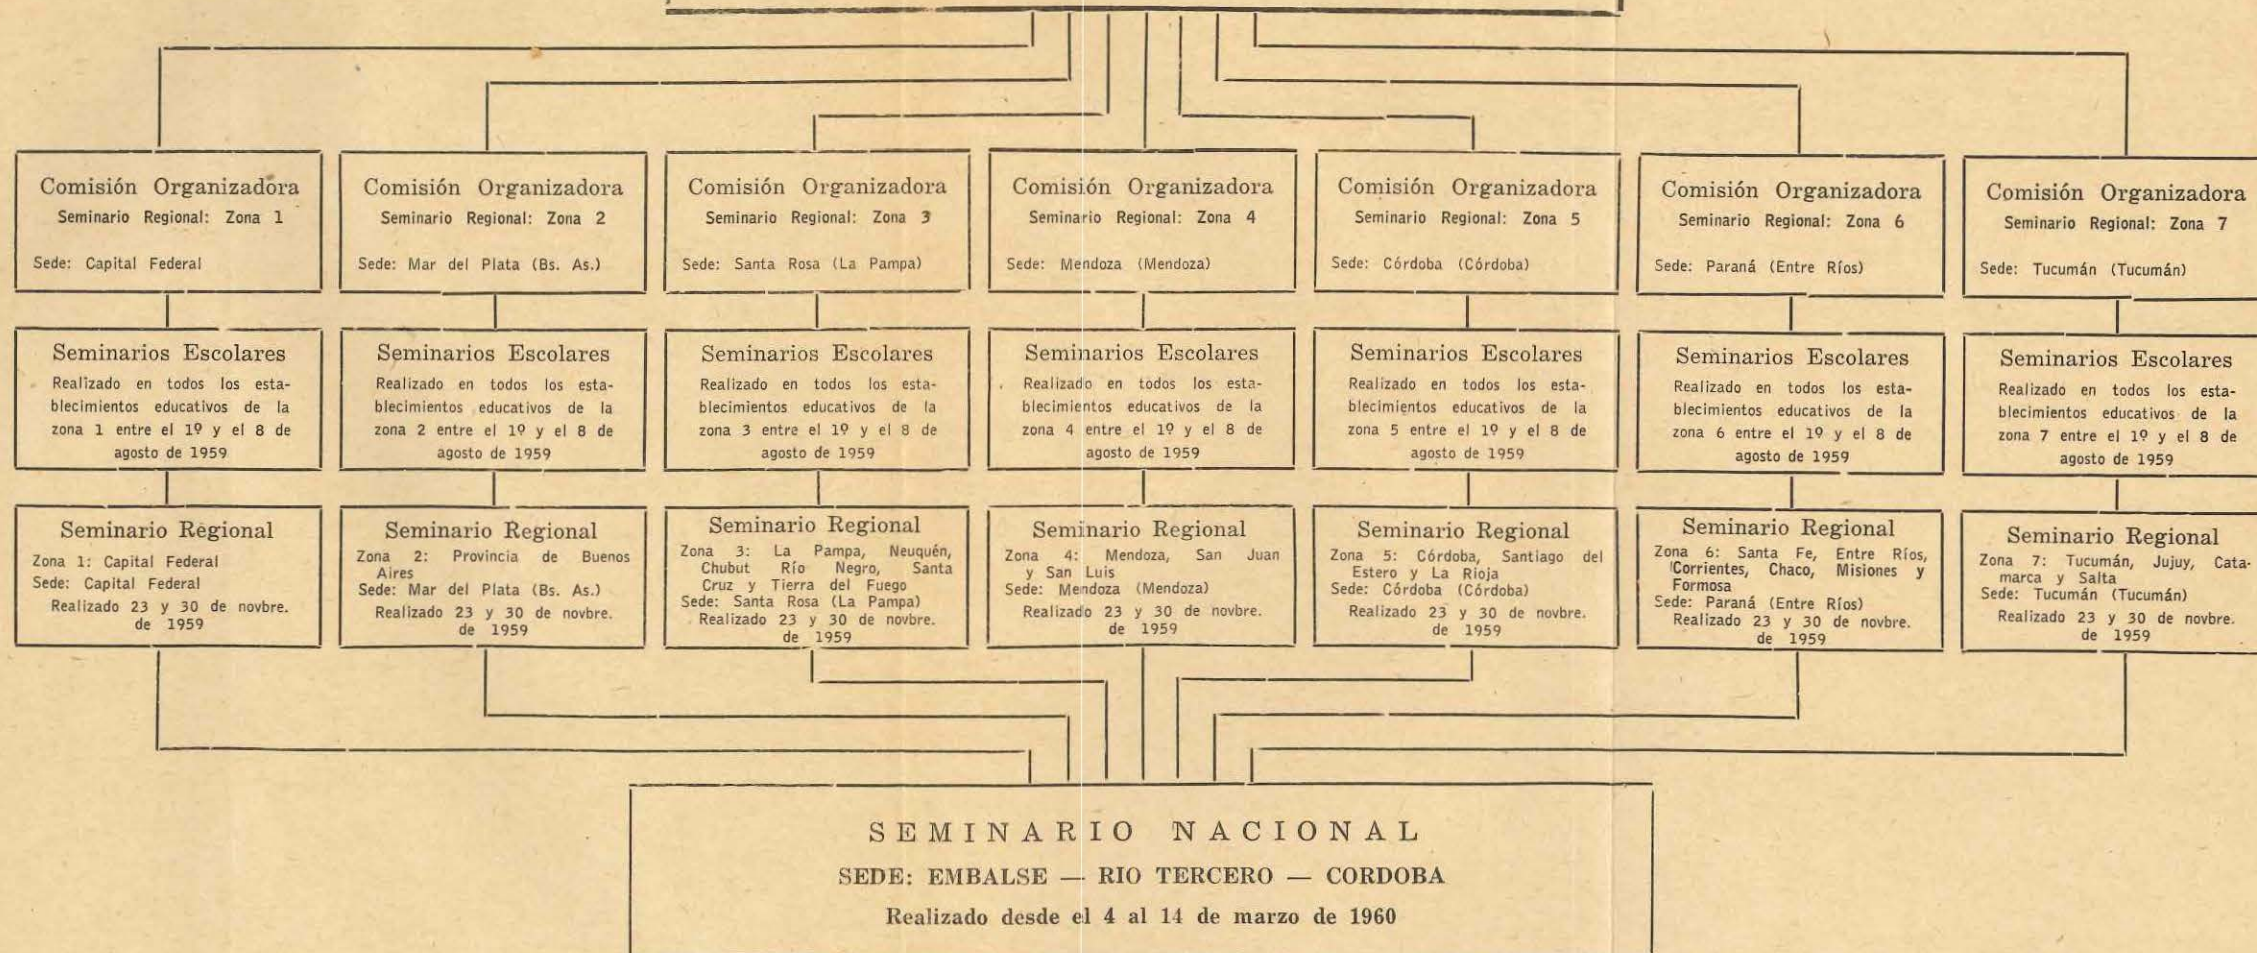 Comisión Organizadora
Seminario Regional: Zona 1
Sede: Capital Federal
Comisión Organizadora
Seminario Regional: Zona 2
Sede: Mar del Plata (Bs. As.)
Comisión Organizadora
Seminario Regional: Zona 3
Sede: Santa Rosa (La Pampa)
Comisión Organizadora
Seminario Regional: Zona 4
Sede: Mendoza (Mendoza)
Comisión Organizadora
Seminario Regional: Zona 5
Sede: Córdoba (Córdoba)
Comisión Organizadora
Seminario Regional: Zona 6
Sede: Paraná (Entre Ríos)
Comisión Organizadora
Seminario Regional: Zona 7
Sede: Tucumán (Tucumán)
Seminarios Escolares
Realizado en todos los esta-
blecimientos educativos de la
zona 1 entre el 1º y el 8 de
agosto de 1959
Seminarios Escolares
Realizado en todos los esta-
blecimientos educativos de la
zona 2 entre el 1º y el 8 de
agosto de 1959
Seminarios Escolares
Realizado en todos los esta-
blecimientos educativos de la
zona 3 entre el 1º y el 8 de
agosto de 1959
Seminarios Escolares
Realizado en todos los esta-
blecimientos educativos de la
zona 4 entre el 1º y el 8 de
agosto de 1959
Seminarios Escolares
Realizado en todos los esta-
blecimientos educativos de la
zona 5 entre el 1º y el 8 de
agosto de 1959
Seminarios Escolares
Realizado en todos los esta-
blecimientos educativos de la
zona 6 entre el 1º y el 8 de
agosto de 1959
Seminarios Escolares
Realizado en todos los esta-
blecimientos educativos de la
zona 7 entre el 1º y el 8 de
agosto de 1959
Seminario Regional
Zona 1: Capital Federal
Sede: Capital Federal
Realizado 23 y 30 de novbre.
de 1959
Seminario Regional
Zona 2: Provincia de Buenos
Aires
Sede: Mar del Plata (Bs. As.)
Realizado 23 y 30 de novbre.
de 1959
Seminario Regional
Zona 3: La Pampa, Neuquén,
Chubut Río Negro, Santa
Cruz y Tierra del Fuego
Sede: Santa Rosa (La Pampa)
Realizado 23 y 30 de novbre.
de 1959
Seminario Regional
Zona 4: Mendoza, San Juan
y San Luis
Sede: Mendoza (Mendoza)
Realizado 23 y 30 de novbre.
de 1959
Seminario Regional
Zona 5: Córdoba, Santiago del
Estero y La Rioja
Sede: Córdoba (Córdoba)
Realizado 23 y 30 de novbre.
de 1959
Seminario Regional
Zona 6: Santa Fe, Entre Ríos,
Corrientes, Chaco, Misiones y
Formosa
Sede: Paraná (Entre Ríos)
Realizado 23 y 30 de novbre.
de 1959
Seminario Regional
Zona 7: Tucumán, Jujuy, Cata-
marca y Salta
Sede: Tucumán (Tucumán)
Realizado 23 y 30 de novbre.
de 1959
SEMINARIO NACIONAL
SEDE: EMBALSE — RIO TERCERO — CORDOBA
Realizado desde el 4 al 14 de marzo de 1960